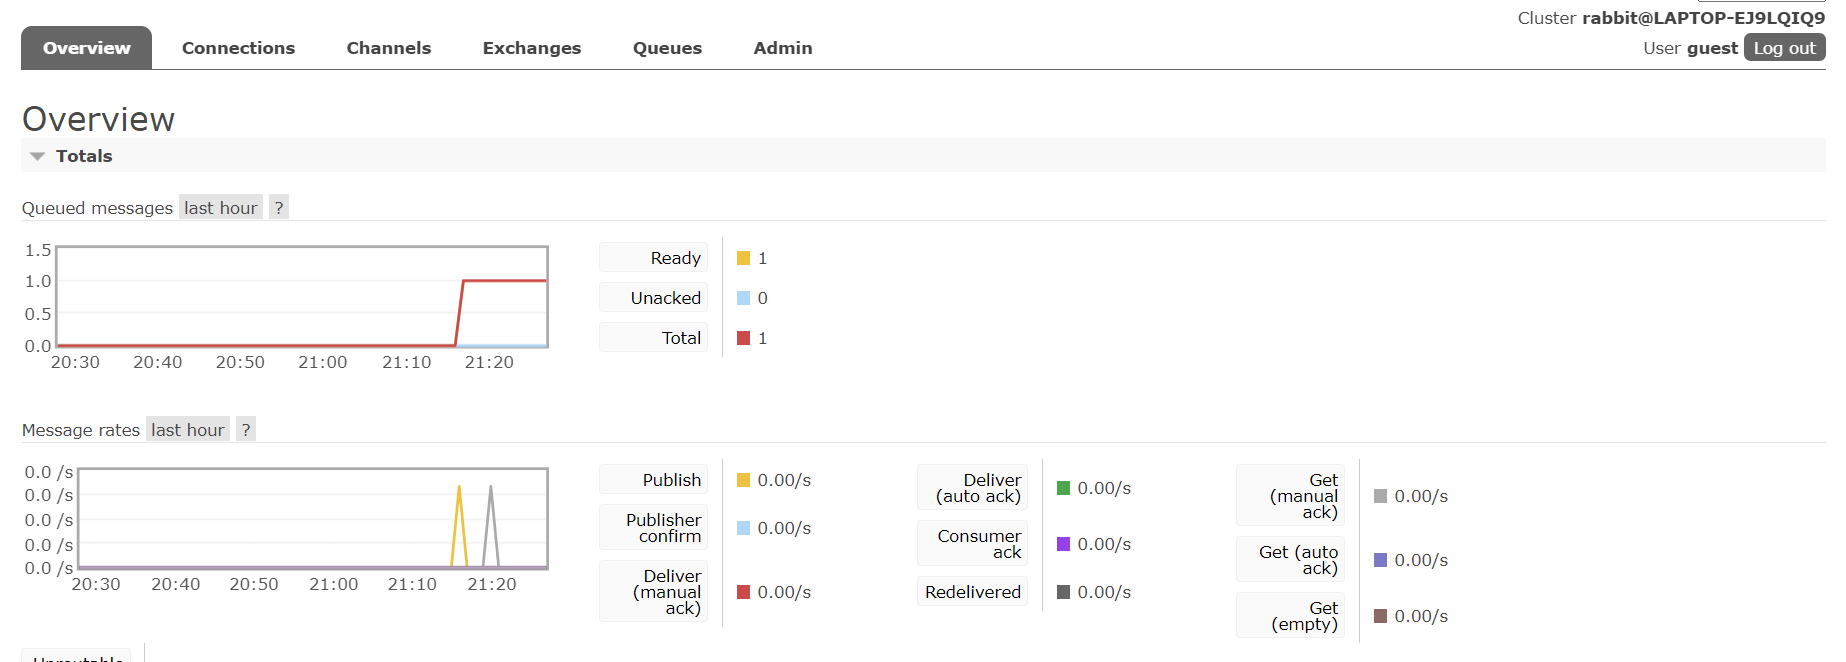 Cluster rabbit@LAPTOP-EJ9LQIQ9
Overview Connections Channels Exchanges Queues Admin
User guest Log out
Overview
Totals
Queued messages last hour ?
1.5
1.0
0.5
0.0
20:30 20:40 20:50 21:00 21:10 21:20
Ready 1
Unacked 0
Total 1
Message rates last hour ?
0.0 /s
0.0 /s
0.0 /s
0.0 /s
0.0 /s
20:30 20:40 20:50 21:00 21:10 21:20
Publish 0.00/s
Publisher
confirm 0.00/s
Deliver
(manual
ack) 0.00/s
Deliver
(auto ack) 0.00/s
Consumer
ack 0.00/s
Redelivered 0.00/s
Get
(manual
ack) 0.00/s
Get (auto
ack) 0.00/s
Get
(empty) 0.00/s